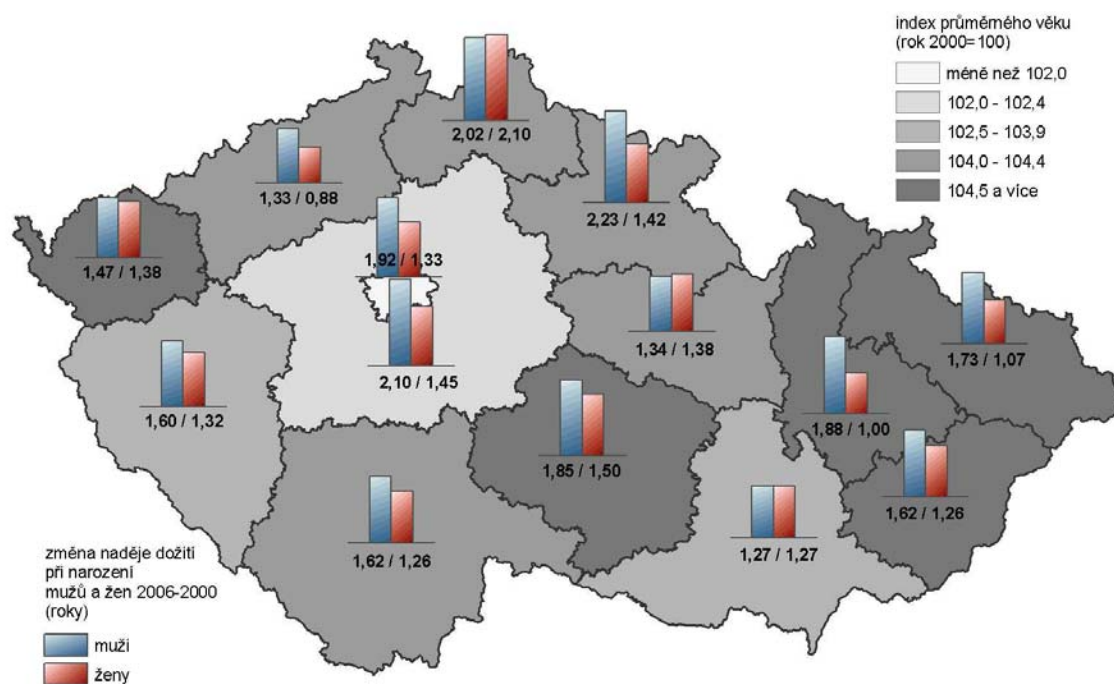 index průměrného věku
(rok 2000=100)
méně než 102,0
102,0 - 102,4
102,5 - 103,9
104,0 - 104,4
104,5 a více
2,02 / 2,10
1,33 / 0,88
2,23 / 1,42
1,47 / 1,38
1,92 / 1,33
1,34 / 1,38
1,73 / 1,07
2,10 / 1,45
1,60 / 1,32
1,88 / 1,00
1,85 / 1,50
1,62 / 1,26
1,27 / 1,27
1,62 / 1,26
změna naděje dožití
při narození
mužů a žen 2006-2000
(roky)
muži
ženy